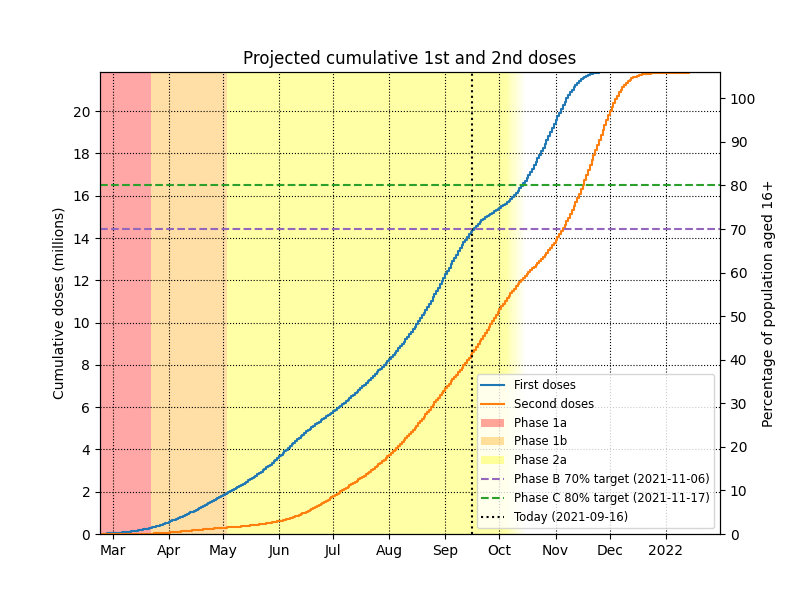 Projected cumulative 1st and 2nd doses
Cumulative doses (millions)
20
18
16
14
12
10
8
6
4
2
0
100
90
80
70
60
50
40
30
20
10
0
Percentage of population aged 16+
First doses
Second doses
Phase 1a
Phase 1b
Phase 2a
Phase B 70% target (2021-11-06)
Phase C 80% target (2021-11-17)
Today (2021-09-16)
Mar Apr May Jun Jul Aug Sep Oct Nov Dec 2022